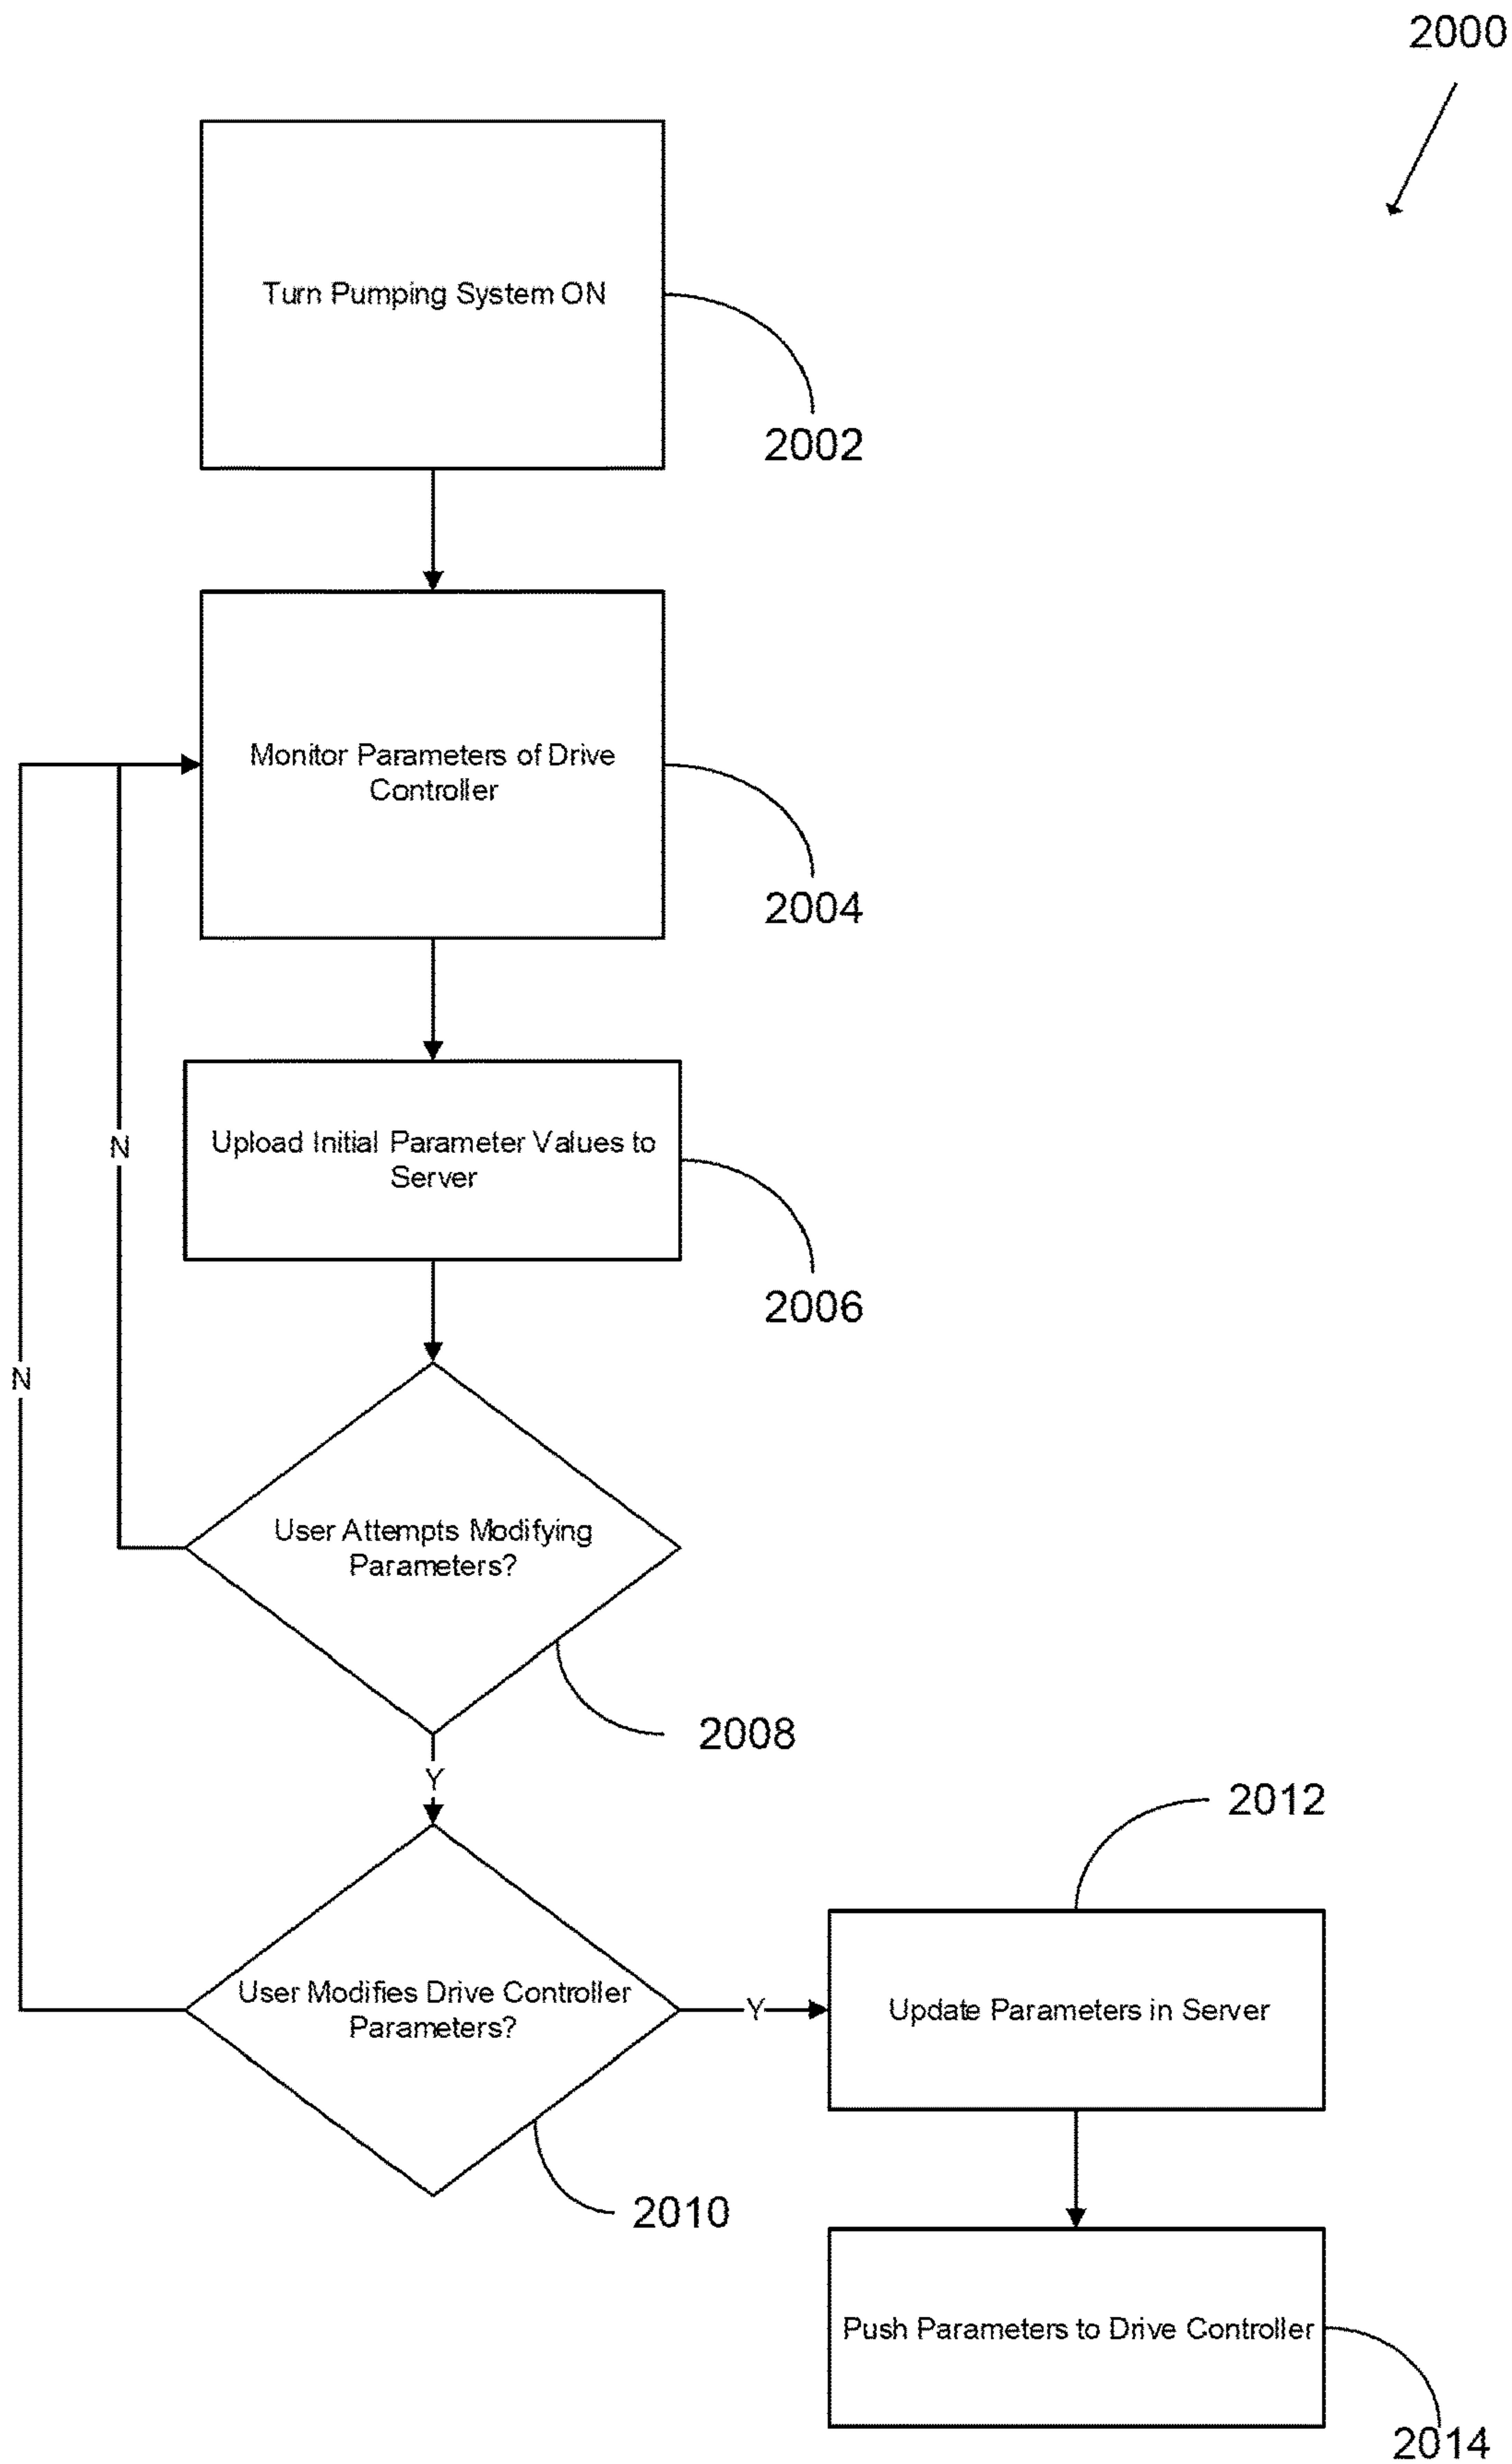 2000
Turn Pumping System ON
2002
Monitor Parameters of Drive
Controller
2004
Upload Initial Parameter Values to
Server
2006
N
N
User Attempts Modifying
Parameters?
2008
Y
2012
User Modifies Drive Controller
Parameters?
Y
Update Parameters in Server
2010
Push Parameters to Drive Controller
2014